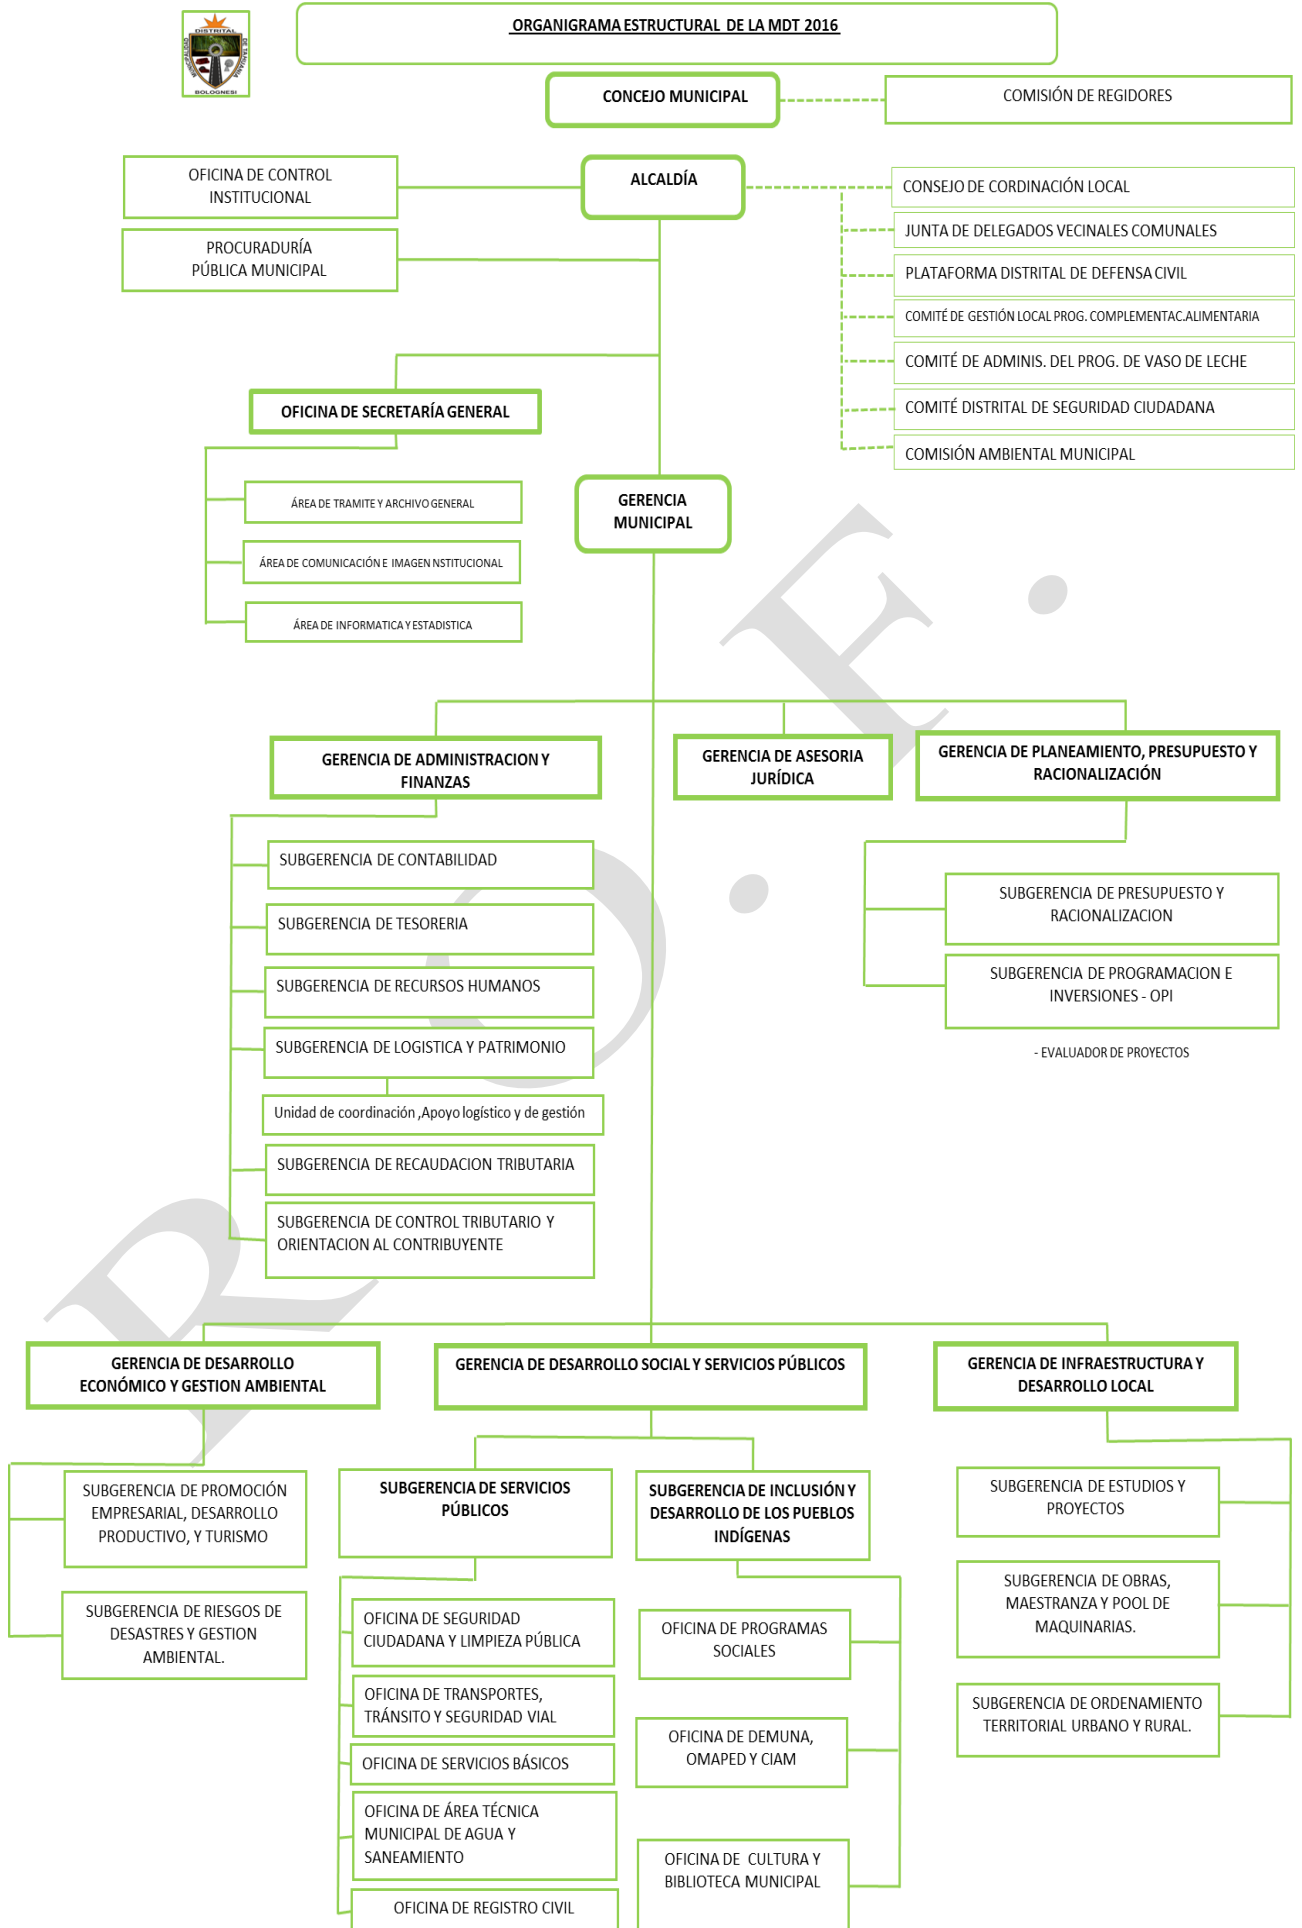 ORGANIGRAMA ESTRUCTURAL DE LA MDT 2016
DISTRITAL
MUNICIPALIDAD
DE TAHUANIA
BOLOGNESI
CONCEJO MUNICIPAL
COMISIÓN DE REGIDORES
OFICINA DE CONTROL
INSTITUCIONAL
ALCALDÍA
PROCURADURÍA
PÚBLICA MUNICIPAL
CONSEJO DE CORDINACIÓN LOCAL
JUNTA DE DELEGADOS VECINALES COMUNALES
PLATAFORMA DISTRITAL DE DEFENSA CIVIL
COMITÉ DE GESTIÓN LOCAL PROG. COMPLEMENTAC.ALIMENTARIA
COMITÉ DE ADMINIS. DEL PROG. DE VASO DE LECHE
COMITÉ DISTRITAL DE SEGURIDAD CIUDADANA
COMISIÓN AMBIENTAL MUNICIPAL
OFICINA DE SECRETARÍA GENERAL
ÁREA DE TRAMITE Y ARCHIVO GENERAL
ÁREA DE COMUNICACIÓN E IMAGEN NSTITUCIONAL
ÁREA DE INFORMATICA Y ESTADISTICA
GERENCIA
MUNICIPAL
GERENCIA DE ADMINISTRACION Y
FINANZAS
GERENCIA DE ASESORIA
JURÍDICA
GERENCIA DE PLANEAMIENTO, PRESUPUESTO Y
RACIONALIZACIÓN
SUBGERENCIA DE CONTABILIDAD
SUBGERENCIA DE TESORERIA
SUBGERENCIA DE RECURSOS HUMANOS
SUBGERENCIA DE LOGISTICA Y PATRIMONIO
Unidad de coordinación ,Apoyo logístico y de gestión
SUBGERENCIA DE RECAUDACION TRIBUTARIA
SUBGERENCIA DE CONTROL TRIBUTARIO Y
ORIENTACION AL CONTRIBUYENTE
SUBGERENCIA DE PRESUPUESTO Y
RACIONALIZACION
SUBGERENCIA DE PROGRAMACION E
INVERSIONES - OPI
- EVALUADOR DE PROYECTOS
R.O.F.
GERENCIA DE DESARROLLO
ECONÓMICO Y GESTION AMBIENTAL
GERENCIA DE DESARROLLO SOCIAL Y SERVICIOS PÚBLICOS
GERENCIA DE INFRAESTRUCTURA Y
DESARROLLO LOCAL
SUBGERENCIA DE PROMOCIÓN
EMPRESARIAL, DESARROLLO
PRODUCTIVO, Y TURISMO
SUBGERENCIA DE RIESGOS DE
DESASTRES Y GESTION
AMBIENTAL.
SUBGERENCIA DE SERVICIOS
PÚBLICOS
OFICINA DE SEGURIDAD
CIUDADANA Y LIMPIEZA PÚBLICA
OFICINA DE TRANSPORTES,
TRÁNSITO Y SEGURIDAD VIAL
OFICINA DE SERVICIOS BÁSICOS
OFICINA DE ÁREA TÉCNICA
MUNICIPAL DE AGUA Y
SANEAMIENTO
OFICINA DE REGISTRO CIVIL
SUBGERENCIA DE INCLUSIÓN Y
DESARROLLO DE LOS PUEBLOS
INDÍGENAS
OFICINA DE PROGRAMAS
SOCIALES
OFICINA DE DEMUNA,
OMAPED Y CIAM
OFICINA DE CULTURA Y
BIBLIOTECA MUNICIPAL
SUBGERENCIA DE ESTUDIOS Y
PROYECTOS
SUBGERENCIA DE OBRAS,
MAESTRANZA Y POOL DE
MAQUINARIAS.
SUBGERENCIA DE ORDENAMIENTO
TERRITORIAL URBANO Y RURAL.